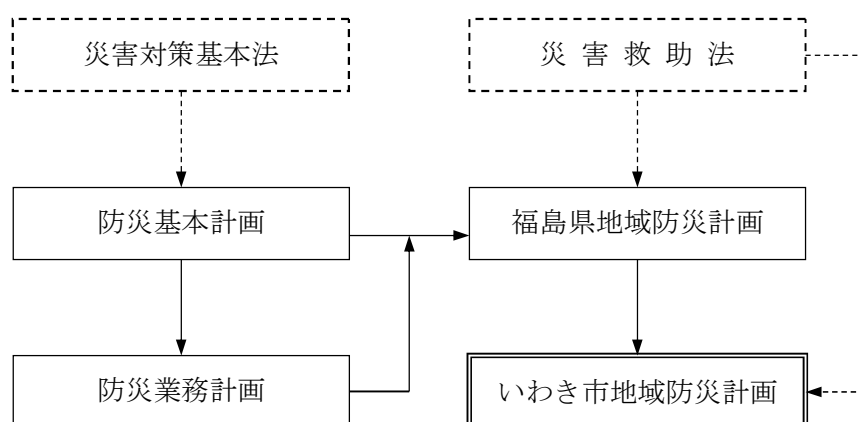 災害対策基本法
災害救助法
防災基本計画
福島県地域防災計画
防災業務計画
いわき市地域防災計画